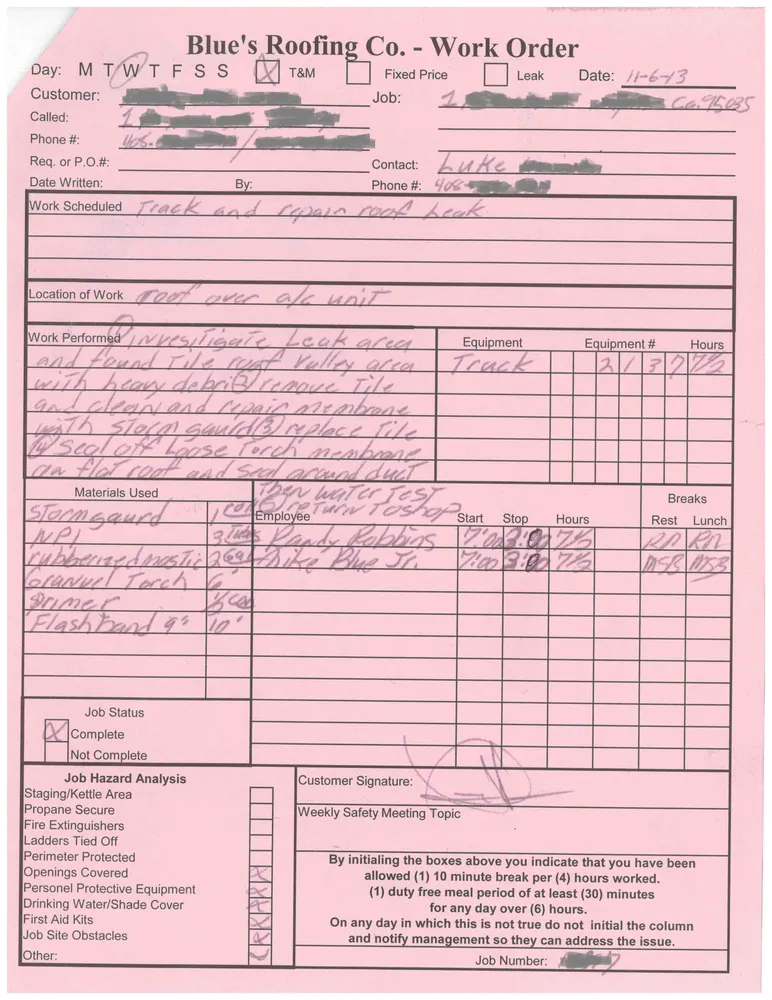 Blue's Roofing Co. - Work Order
Day: M T W T F S S T&M Fixed Price Leak Date: 11-6-13
Customer: Job: 1, Ca. 95035
Called: 1
Phone #: 408- /
Req. or P.O.#: Contact: Luke
Date Written: By: Phone #: 408-
Work Scheduled Track and repair roof Leak
Location of Work roof over a/c unit
Work Performed ① investigate Leak area
and found Tile roof Valley area
with heavy debri ② remove Tile
and clean and repair membrane
with Storm gaurd ③ replace Tile
④ Seal off Loose Torch membrane
on flat roof and Seal around duct
Then water Test
return To shop
Equipment Equipment # Hours
Truck 2 1 3 7 7½
Materials Used
Stormgaurd 1
NP1 3 Tubes
rubberized mastic 2 Gal
Granuel Torch 6'
Primer ½ can
Flashband 9" 10'
Employee Start Stop Hours Breaks
Rest Lunch
Randy Robbins 7:00 3:00 7½ RR RR
Mike Blue Jr. 7:00 3:00 7½ MSB MSB
Job Status
X Complete
Not Complete
Job Hazard Analysis
Staging/Kettle Area
Propane Secure
Fire Extinguishers
Ladders Tied Off
Perimeter Protected
Openings Covered X
Personel Protective Equipment X
Drinking Water/Shade Cover X
First Aid Kits X
Job Site Obstacles X
Other:
Customer Signature:
Weekly Safety Meeting Topic
By initialing the boxes above you indicate that you have been
allowed (1) 10 minute break per (4) hours worked.
(1) duty free meal period of at least (30) minutes
for any day over (6) hours.
On any day in which this is not true do not initial the column
and notify management so they can address the issue.
Job Number: